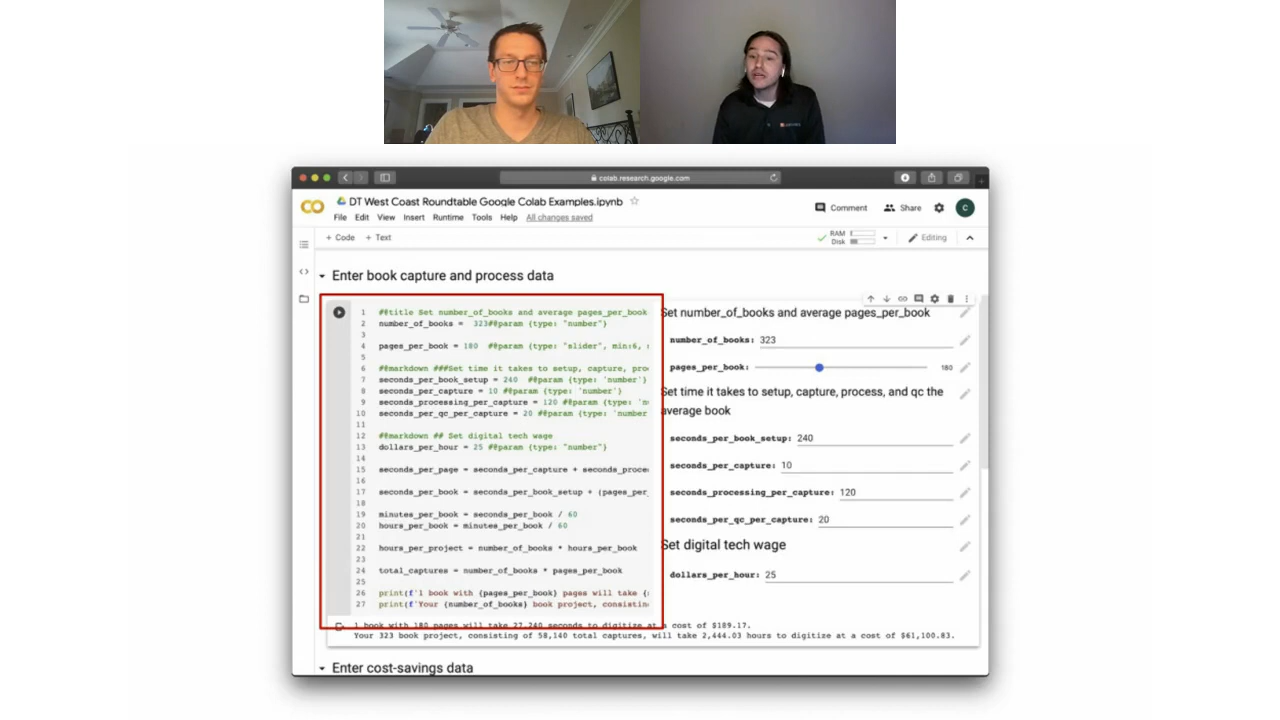 colab.research.google.com
CO
DT West Coast Roundtable Google Colab Examples.ipynb
Comment
Share
C
File Edit View Insert Runtime Tools Help All changes saved
+ Code + Text
RAM
Disk
Editing
Enter book capture and process data
1 #@title Set number_of_books and average pages_per_book
2 number_of_books = 323#@param {type: "number"}
3
4 pages_per_book = 180 #@param {type: "slider", min:6,
5
6 #@markdown ###Set time it takes to setup, capture,
7 seconds_per_book_setup = 240 #@param {type: 'number'}
8 seconds_per_capture = 10 #@param {type: 'number'}
9 seconds_processing_per_capture = 120 #@param {type:
10 seconds_per_qc_per_capture = 20 #@param {type: 'number
11
12 #@markdown ## Set digital tech wage
13 dollars_per_hour = 25 #@param {type: "number"}
14
15 seconds_per_page = seconds_per_capture +
16
17 seconds_per_book = seconds_per_book_setup + (pages_per_
18
19 minutes_per_book = seconds_per_book / 60
20 hours_per_book = minutes_per_book / 60
21
22 hours_per_project = number_of_books * hours_per_book
23
24 total_captures = number_of_books * pages_per_book
25
26 print(f'1 book with {pages_per_book} pages will take
27 print(f'Your {number_of_books} book project,
Set number_of_books and average pages_per_book
number_of_books: 323
pages_per_book: 180
Set time it takes to setup, capture, process, and qc the
average book
seconds_per_book_setup: 240
seconds_per_capture: 10
seconds_processing_per_capture: 120
seconds_per_qc_per_capture: 20
Set digital tech wage
dollars_per_hour: 25
1 book with 180 pages will take 27,240 seconds to digitize at a cost of $189.17.
Your 323 book project, consisting of 58,140 total captures, will take 2,444.03 hours to digitize at a cost of $61,100.83.
Enter cost-savings data